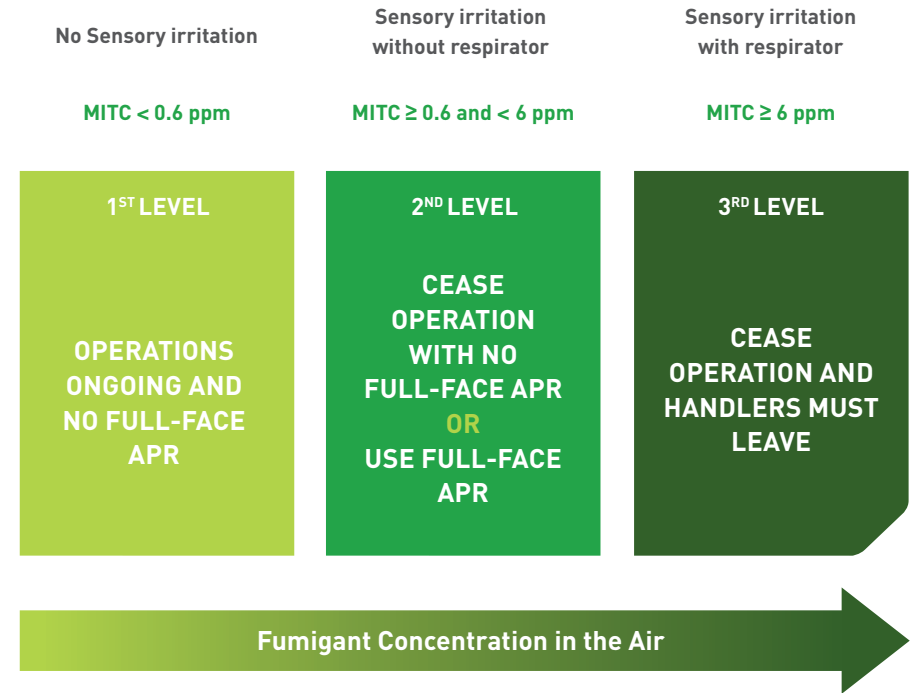 No Sensory irritation
MITC < 0.6 ppm
1ST LEVEL
OPERATIONS
ONGOING AND
NO FULL-FACE
APR
Sensory irritation
without respirator
MITC ≥ 0.6 and < 6 ppm
2ND LEVEL
CEASE
OPERATION
WITH NO
FULL-FACE APR
OR
USE FULL-FACE
APR
Sensory irritation
with respirator
MITC ≥ 6 ppm
3RD LEVEL
CEASE
OPERATION AND
HANDLERS MUST
LEAVE
Fumigant Concentration in the Air